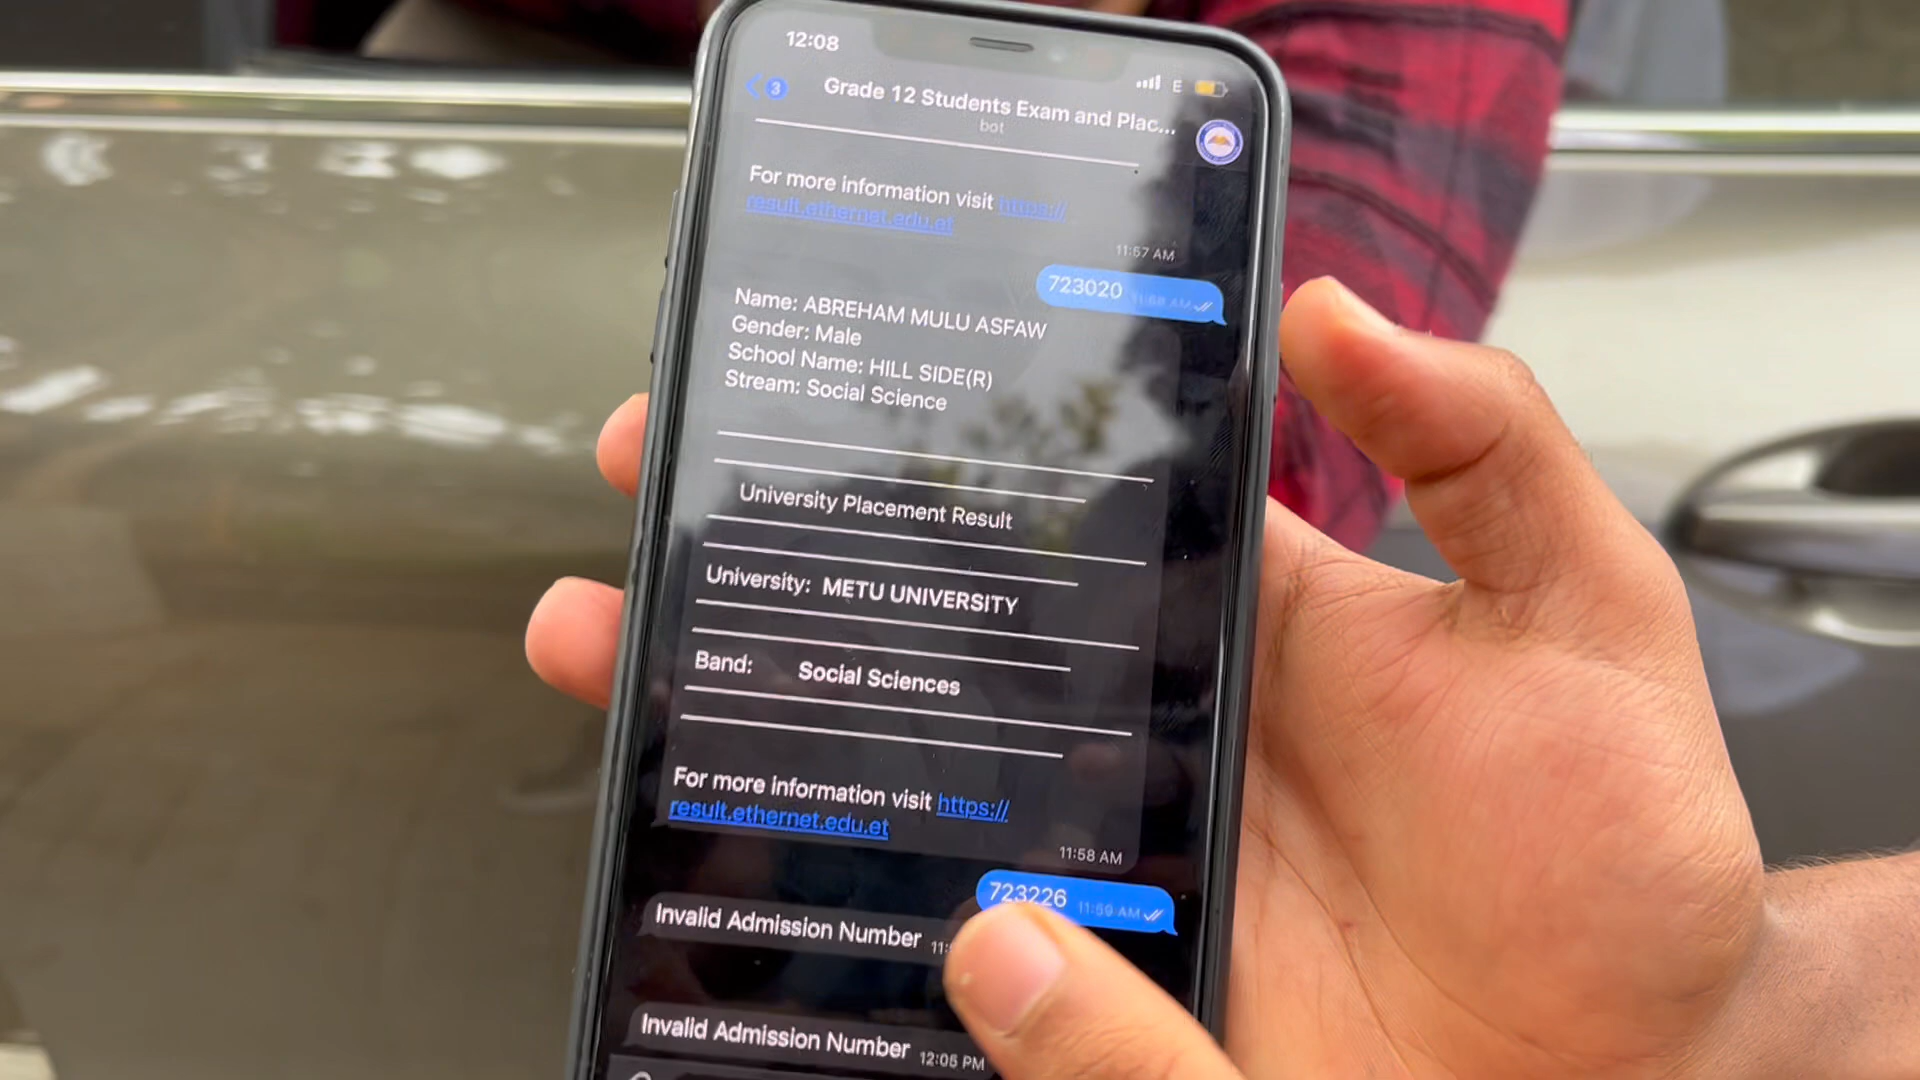 12:08
E
3
Grade 12 Students Exam and Plac...
bot
For more information visit https://
result.ethernet.edu.et
11:57 AM
723020 11:58 AM
Name: ABREHAM MULU ASFAW
Gender: Male
School Name: HILL SIDE(R)
Stream: Social Science
University Placement Result
University: METU UNIVERSITY
Band: Social Sciences
For more information visit https://
result.ethernet.edu.et
11:58 AM
723226 11:59 AM
Invalid Admission Number
Invalid Admission Number 12:05 PM